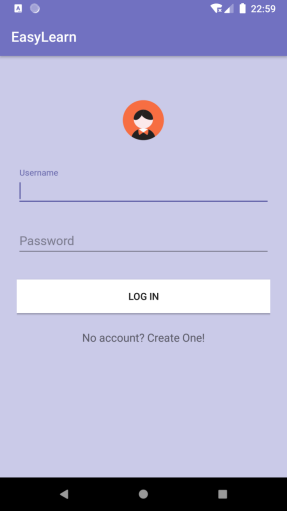 A
22:59
EasyLearn
Username
Password
LOG IN
No account? Create One!